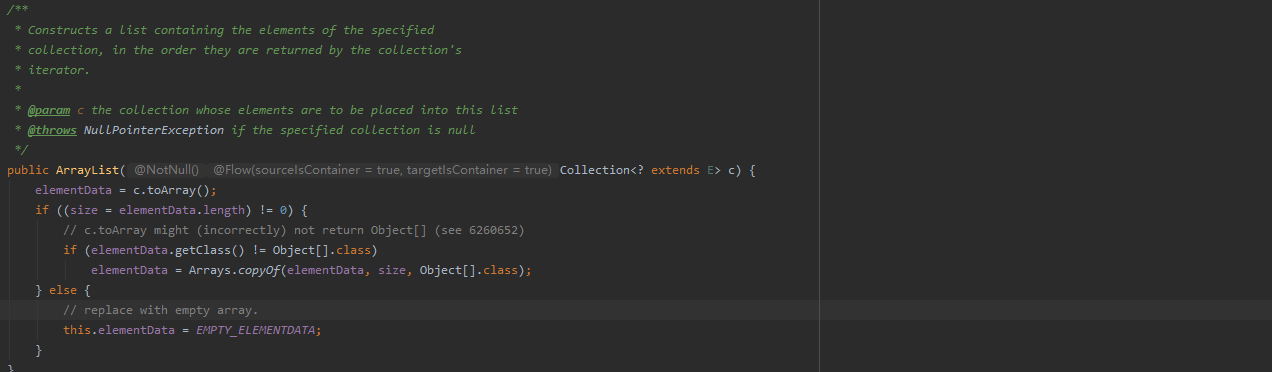 /**
 * Constructs a list containing the elements of the specified
 * collection, in the order they are returned by the collection's
 * iterator.
 *
 * @param c the collection whose elements are to be placed into this list
 * @throws NullPointerException if the specified collection is null
 */
public ArrayList( @NotNull() @Flow(sourceIsContainer = true, targetIsContainer = true) Collection<? extends E> c) {
    elementData = c.toArray();
    if ((size = elementData.length) != 0) {
        // c.toArray might (incorrectly) not return Object[] (see 6260652)
        if (elementData.getClass() != Object[].class)
            elementData = Arrays.copyOf(elementData, size, Object[].class);
    } else {
        // replace with empty array.
        this.elementData = EMPTY_ELEMENTDATA;
    }
}